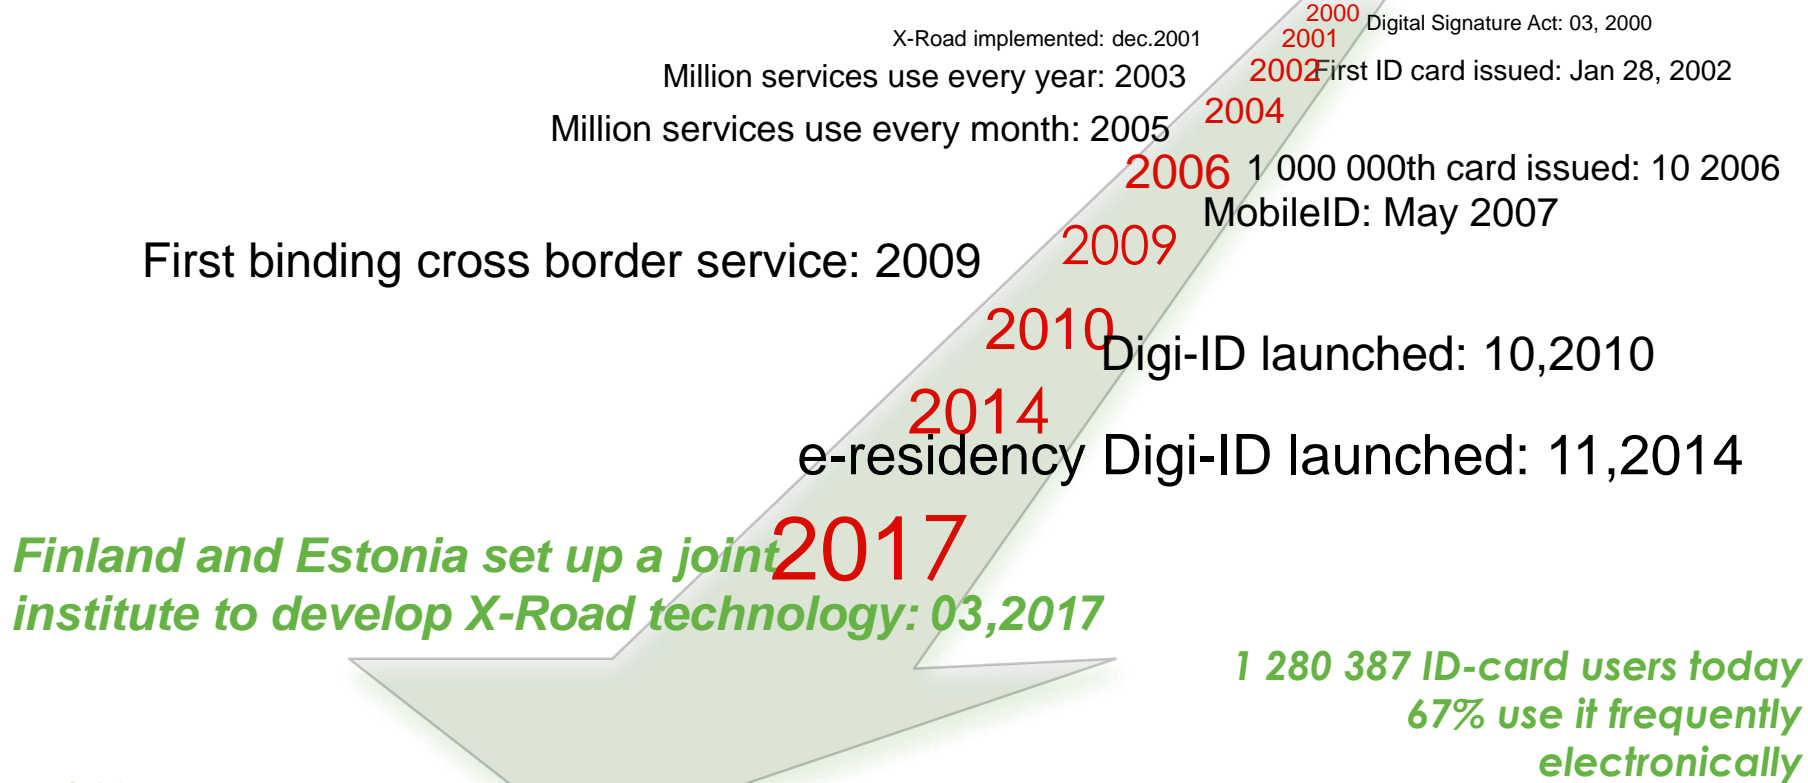 2000 Digital Signature Act: 03, 2000
X-Road implemented: dec.2001 2001
Million services use every year: 2003 2002 First ID card issued: Jan 28, 2002
2004
Million services use every month: 2005
2006 1 000 000th card issued: 10 2006
MobileID: May 2007
2009
First binding cross border service: 2009
2010
Digi-ID launched: 10,2010
2014
e-residency Digi-ID launched: 11,2014
2017
Finland and Estonia set up a joint
institute to develop X-Road technology: 03,2017
1 280 387 ID-card users today
67% use it frequently
electronically